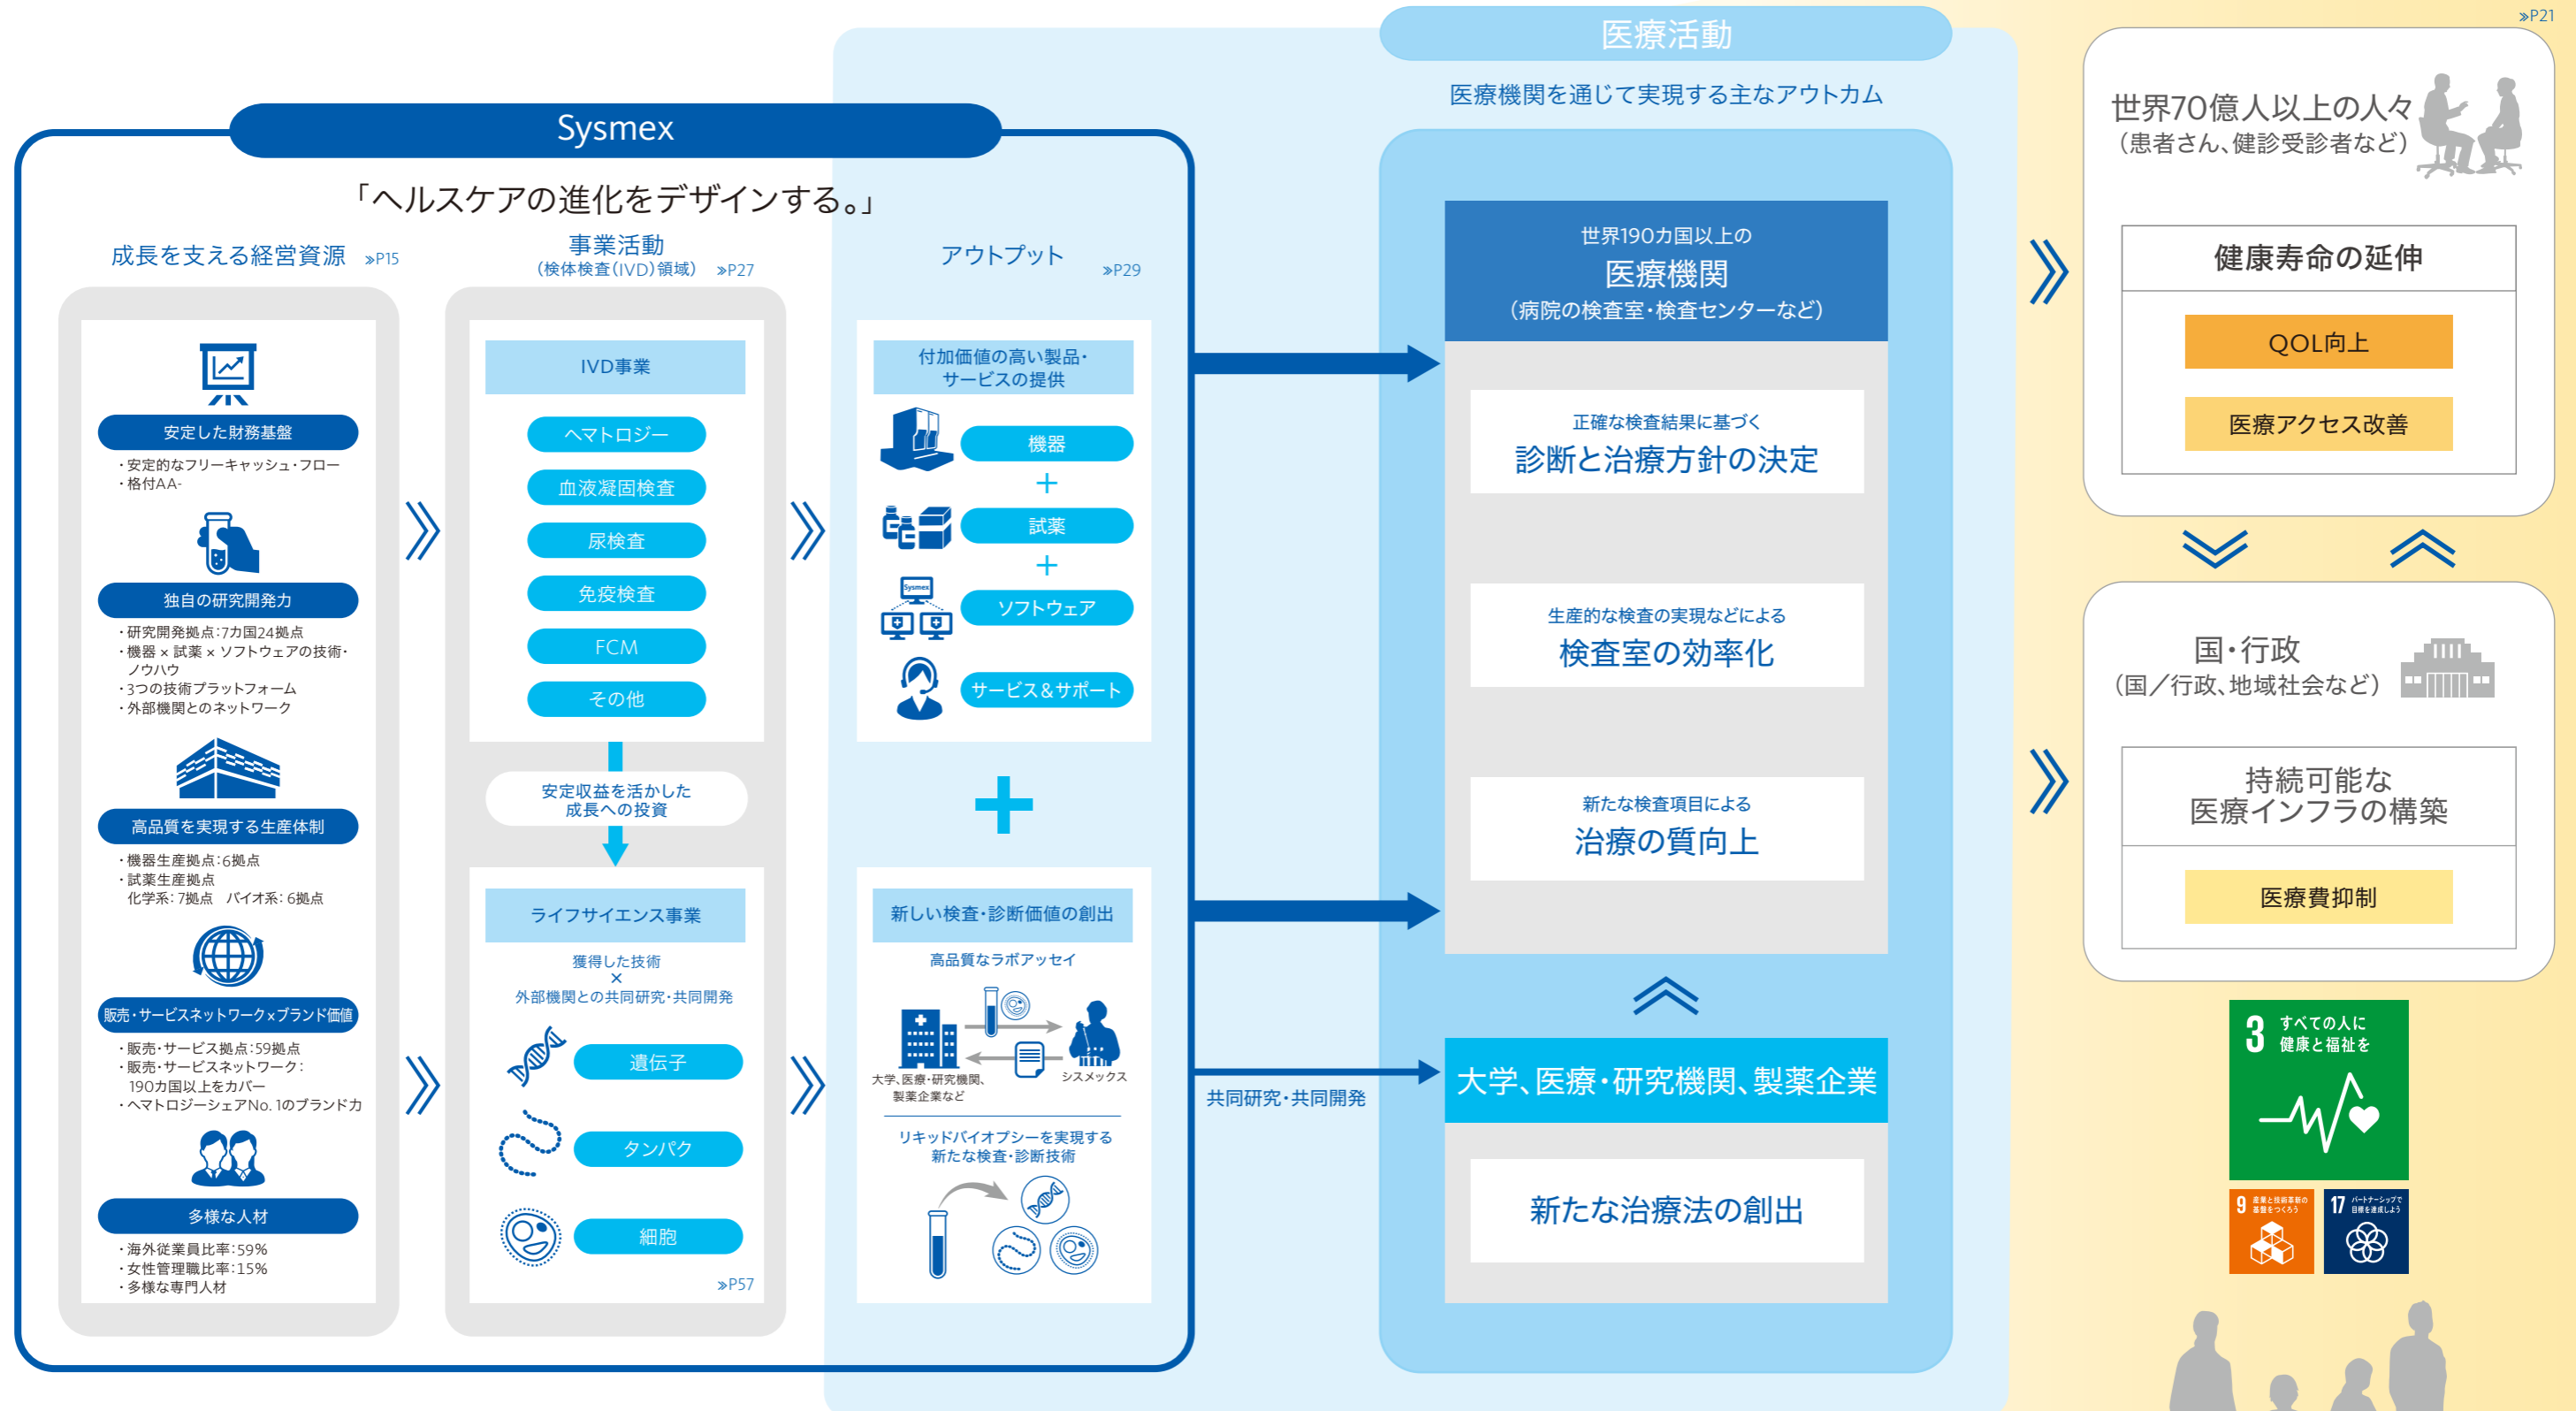 ≫P21
医療活動
医療機関を通じて実現する主なアウトカム
Sysmex
「ヘルスケアの進化をデザインする。」
成長を支える経営資源 ≫P15
安定した財務基盤
・安定的なフリーキャッシュ・フロー
・格付AA-
独自の研究開発力
・研究開発拠点：7カ国24拠点
・機器 × 試薬 × ソフトウェアの技術・
ノウハウ
・3つの技術プラットフォーム
・外部機関とのネットワーク
高品質を実現する生産体制
・機器生産拠点：6拠点
・試薬生産拠点
化学系：7拠点　バイオ系：6拠点
販売・サービスネットワーク×ブランド価値
・販売・サービス拠点：59拠点
・販売・サービスネットワーク：
190カ国以上をカバー
・ヘマトロジーシェアNo. 1のブランド力
多様な人材
・海外従業員比率：59%
・女性管理職比率：15%
・多様な専門人材
事業活動
（検体検査（IVD）領域） ≫P27
IVD事業
ヘマトロジー
血液凝固検査
尿検査
免疫検査
FCM
その他
安定収益を活かした
成長への投資
ライフサイエンス事業
獲得した技術
×
外部機関との共同研究・共同開発
遺伝子
タンパク
細胞
≫P57
アウトプット
≫P29
付加価値の高い製品・
サービスの提供
機器
+
試薬
+
Sysmex
ソフトウェア
サービス＆サポート
+
新しい検査・診断価値の創出
高品質なラボアッセイ
大学、医療・研究機関、
製薬企業など
シスメックス
リキッドバイオプシーを実現する
新たな検査・診断技術
共同研究・共同開発
世界190カ国以上の
医療機関
（病院の検査室・検査センターなど）
正確な検査結果に基づく
診断と治療方針の決定
生産的な検査の実現などによる
検査室の効率化
新たな検査項目による
治療の質向上
大学、医療・研究機関、製薬企業
新たな治療法の創出
世界70億人以上の人々
（患者さん、健診受診者など）
健康寿命の延伸
QOL向上
医療アクセス改善
国・行政
（国／行政、地域社会など）
持続可能な
医療インフラの構築
医療費抑制
3 すべての人に
健康と福祉を
9 産業と技術革新の
基盤をつくろう
17 パートナーシップで
目標を達成しよう